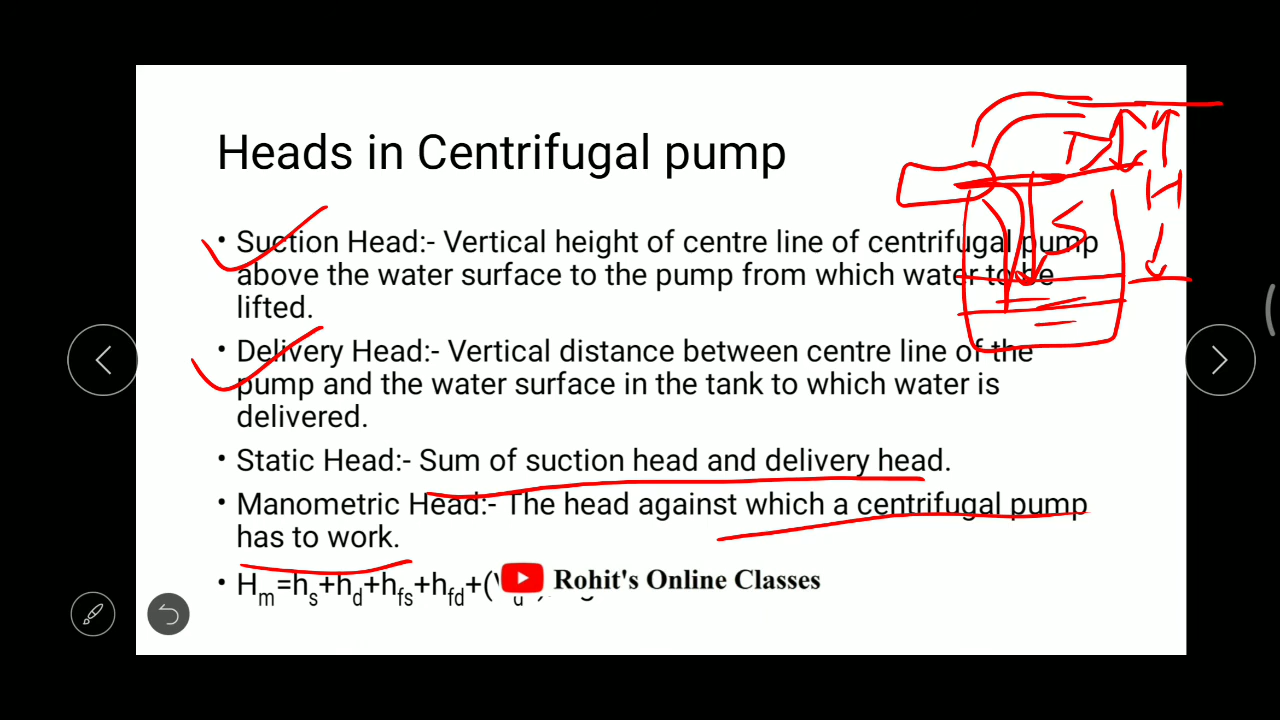 Heads in Centrifugal pump
• Suction Head:- Vertical height of centre line of centrifugal pump
above the water surface to the pump from which water to be
lifted.
• Delivery Head:- Vertical distance between centre line of the
pump and the water surface in the tank to which water is
delivered.
• Static Head:- Sum of suction head and delivery head.
• Manometric Head:- The head against which a centrifugal pump
has to work.
• Hm=hs+hd+hfs+hfd+(
Rohit's Online Classes
D
S
H